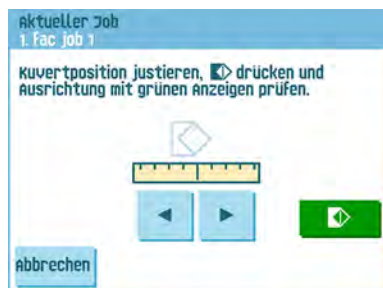 Aktueller Job
1. Fac job 1
Kuvertposition justieren, drücken und
Ausrichtung mit grünen Anzeigen prüfen.
Abbrechen